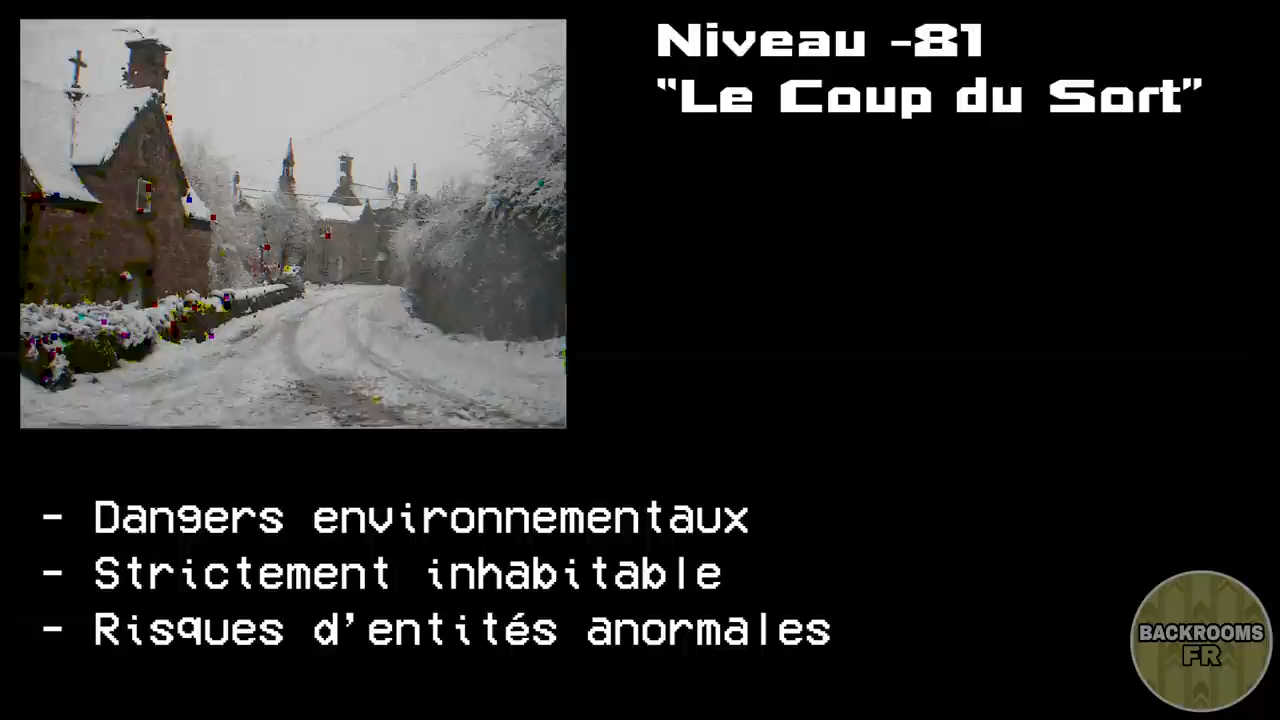 Niveau -81
"Le Coup du Sort"
- Dangers environnementaux
- Strictement inhabitable
- Risques d'entités anormales
BACKROOMS
FR